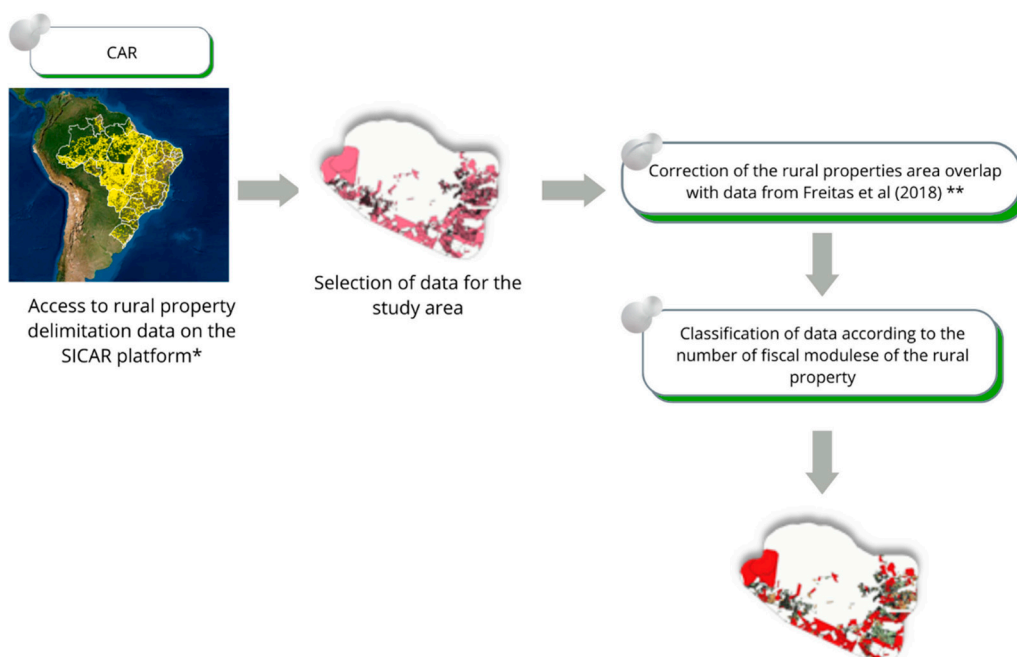 CAR
Access to rural property
delimitation data on the
SICAR platform*
Selection of data for the
study area
Correction of the rural properties area overlap
with data from Freitas et al (2018) **
Classification of data according to the
number of fiscal modulese of the rural
property